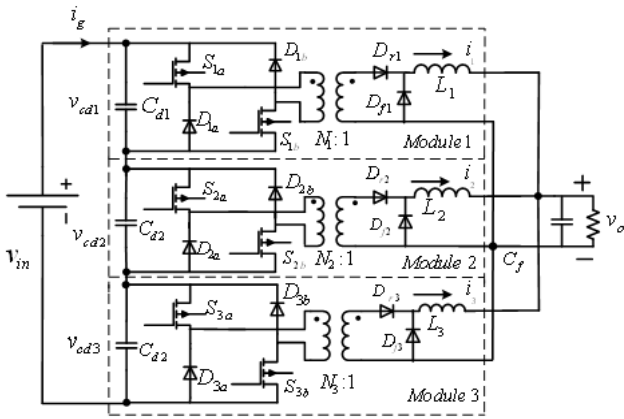 i_g
S_1a
D_1b
D_r1
i_1
v_cd1
C_d1
D_1a
S_1b
N_1:1
D_f1
L_1
Module 1
S_2a
D_2b
D_r2
i_2
v_cd2
C_d2
D_2a
S_2b
N_2:1
D_f2
L_2
Module 2
+
v_o
−
C_f
+
−
v_in
S_3a
D_3b
D_r3
i_3
v_cd3
C_d2
D_3a
S_3b
N_3:1
D_f3
L_3
Module 3